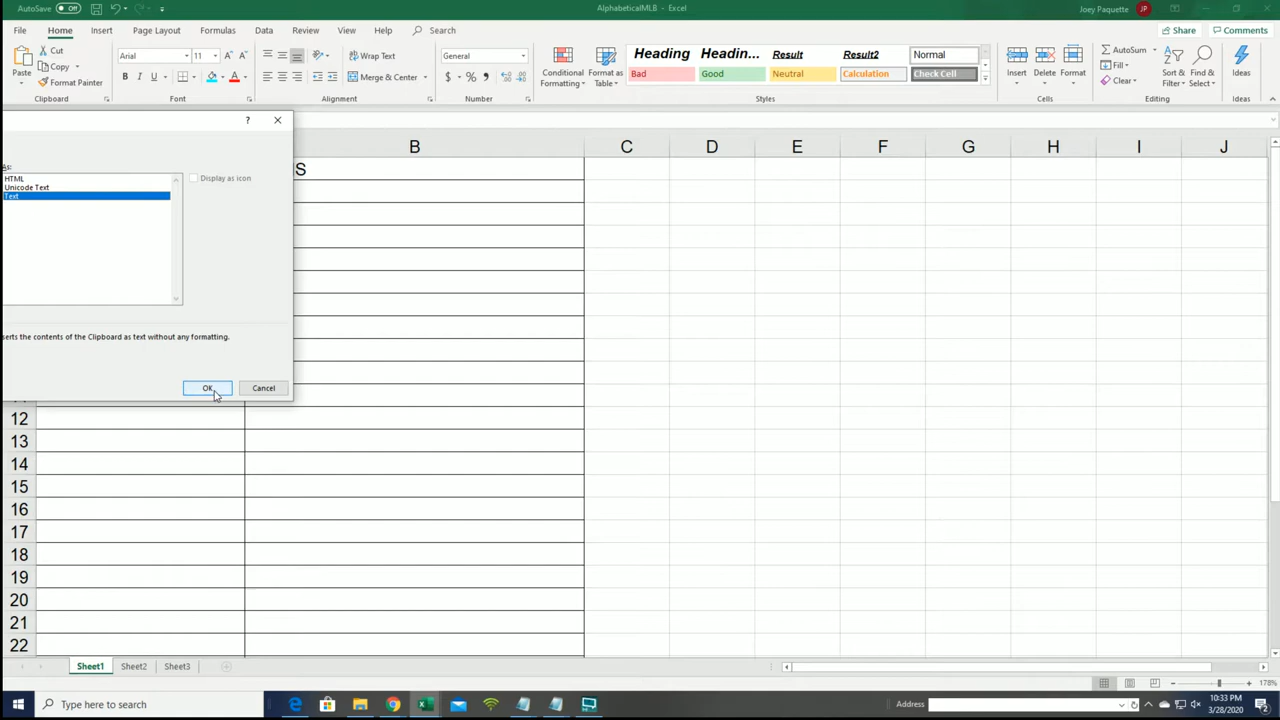 AutoSave Off AlphabeticalMLB - Excel Joey Paquette JP
File Home Insert Page Layout Formulas Data Review View Help Search Share Comments
Paste
Cut
Copy
Format Painter
Clipboard
Arial 11
B I U A
Font
Wrap Text
Merge & Center
Alignment
General
$ % ,
Number
Conditional Formatting
Format as Table
Heading Headin... Result Result2 Normal
Bad Good Neutral Calculation Check Cell
Styles
Insert Delete Format
Cells
AutoSum
Fill
Clear
Sort & Filter
Find & Select
Editing
Ideas
Ideas
? ×
As:
HTML
Unicode Text
Text
Display as icon
serts the contents of the Clipboard as text without any formatting.
OK Cancel
B C D E F G H I J
S
12
13
14
15
16
17
18
19
20
21
22
Sheet1 Sheet2 Sheet3
178%
Type here to search
Address
10:33 PM
3/28/2020
2